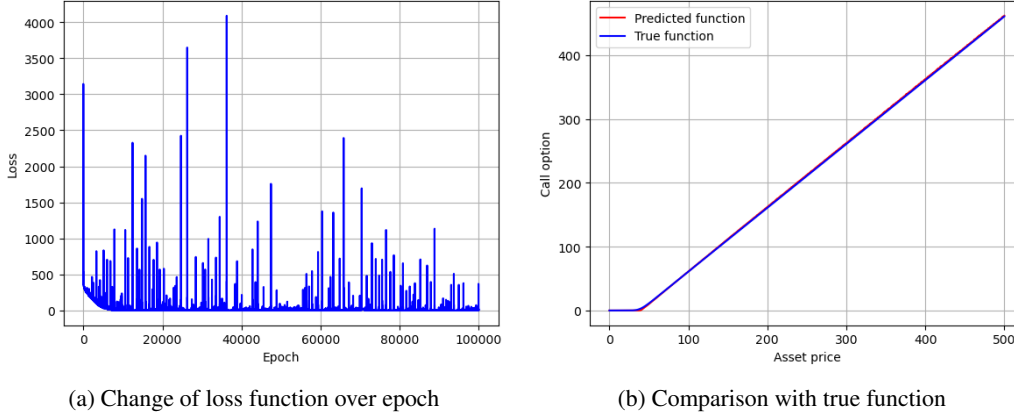 4000
3500
3000
2500
2000
1500
1000
500
0
Loss
0 20000 40000 60000 80000 100000
Epoch
(a) Change of loss function over epoch
Predicted function
True function
400
300
200
100
0
Call option
0 100 200 300 400 500
Asset price
(b) Comparison with true function